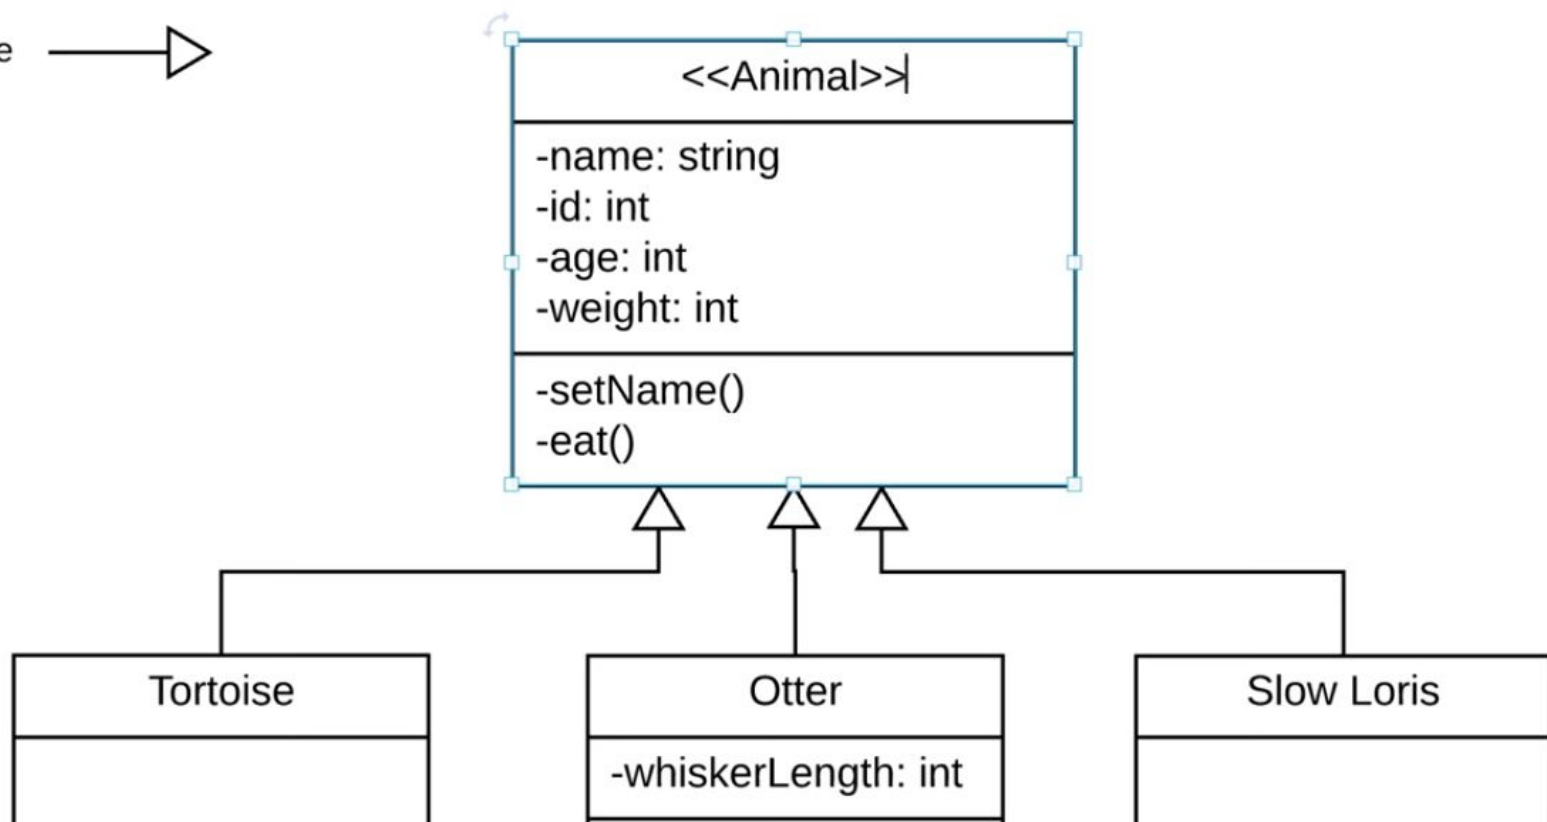 e
<<Animal>>
-name: string
-id: int
-age: int
-weight: int
-setName()
-eat()
Tortoise
Otter
Slow Loris
-whiskerLength: int